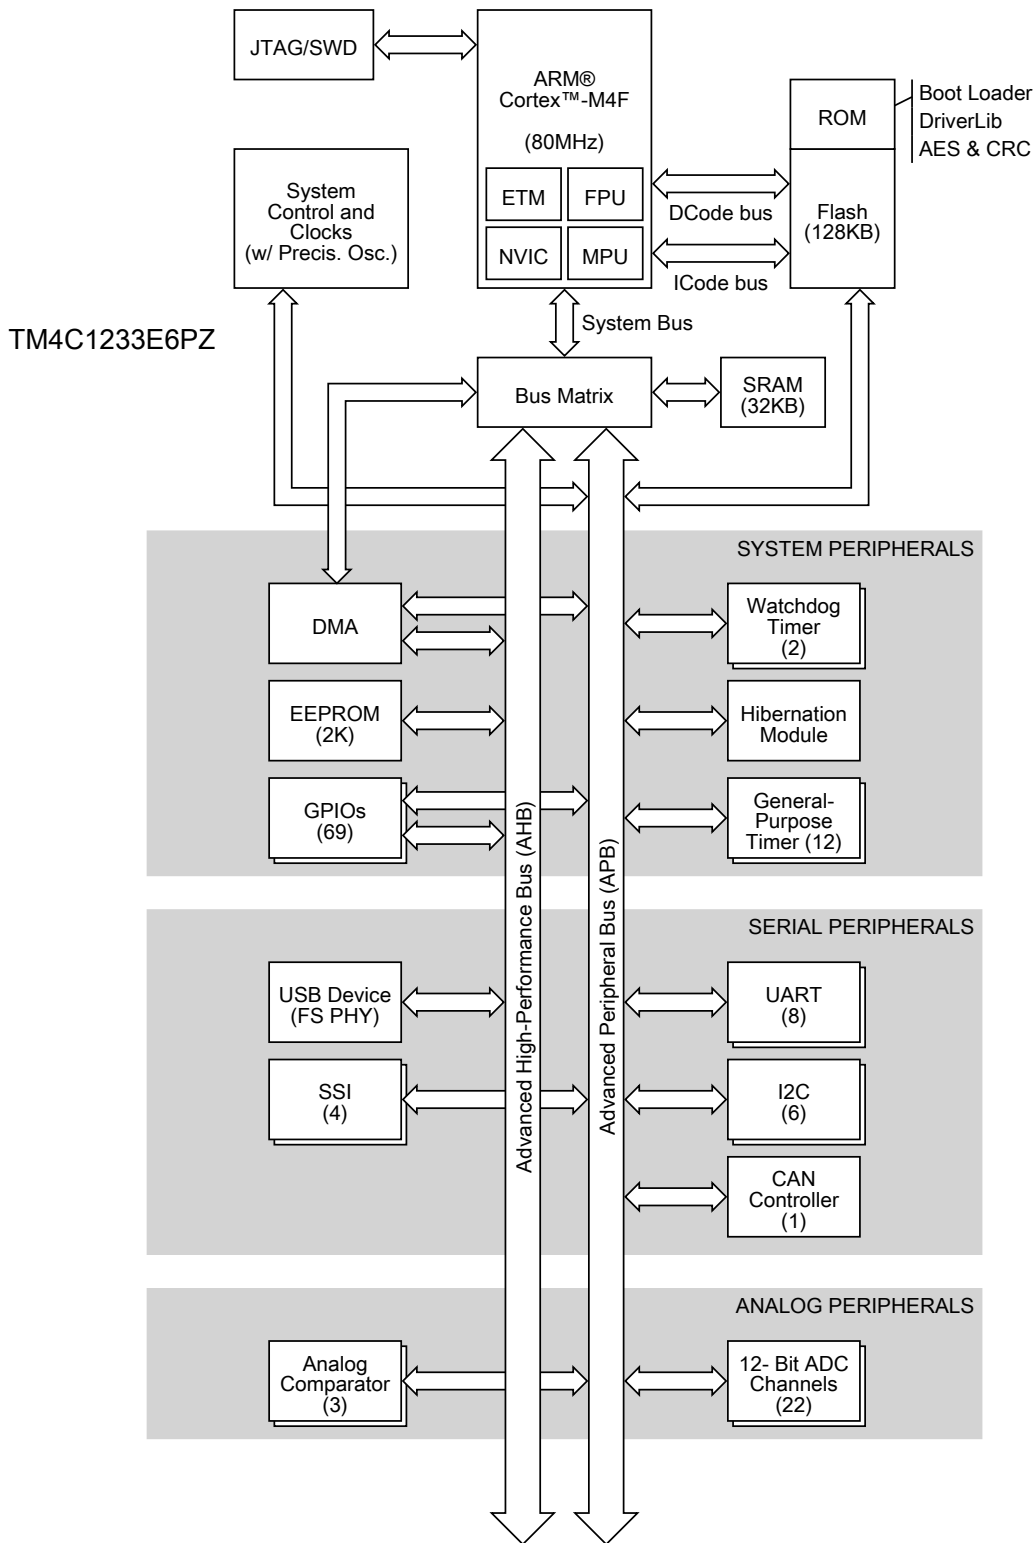 JTAG/SWD
ARM®
Cortex™-M4F
(80MHz)
ETM
FPU
NVIC
MPU
ROM
Boot Loader
DriverLib
AES & CRC
Flash
(128KB)
DCode bus
ICode bus
System
Control and
Clocks
(w/ Precis. Osc.)
TM4C1233E6PZ
System Bus
Bus Matrix
SRAM
(32KB)
SYSTEM PERIPHERALS
DMA
Watchdog
Timer
(2)
EEPROM
(2K)
Hibernation
Module
GPIOs
(69)
General-
Purpose
Timer (12)
Advanced High-Performance Bus (AHB)
Advanced Peripheral Bus (APB)
SERIAL PERIPHERALS
USB Device
(FS PHY)
UART
(8)
SSI
(4)
I2C
(6)
CAN
Controller
(1)
ANALOG PERIPHERALS
Analog
Comparator
(3)
12- Bit ADC
Channels
(22)